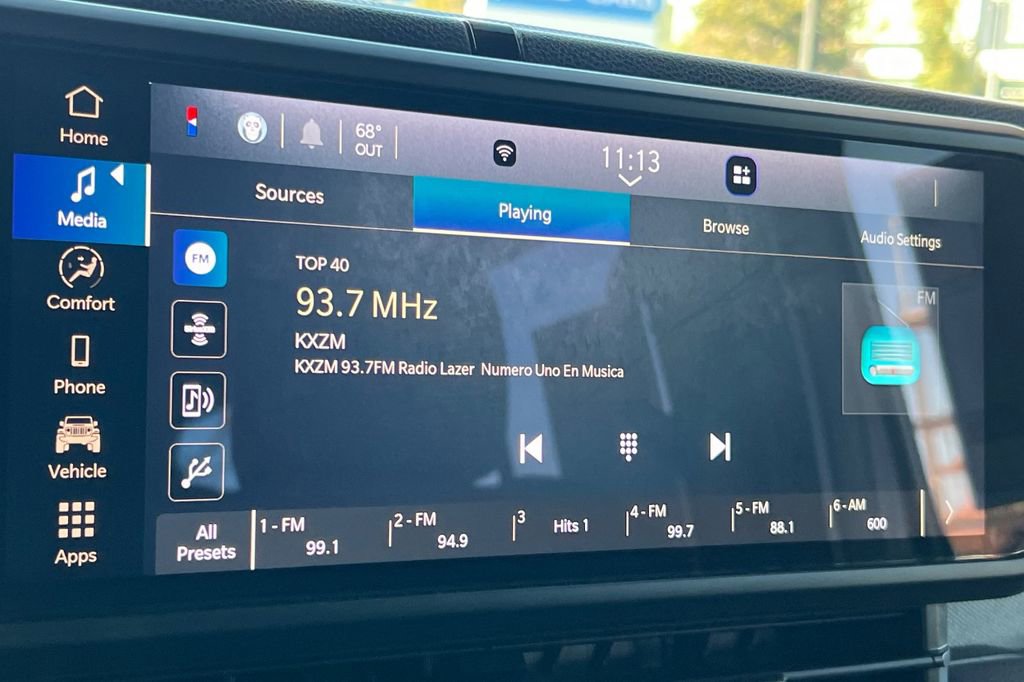 Home
Media
Comfort
Phone
Vehicle
Apps
68°
OUT
11:13
Sources
Playing
Browse
Audio Settings
FM
SiriusXM
TOP 40
93.7 MHz
KXZM
KXZM 93.7FM Radio Lazer Numero Uno En Musica
FM
All
Presets
1 - FM
99.1
2 - FM
94.9
3
Hits 1
4 - FM
99.7
5 - FM
88.1
6 - AM
600